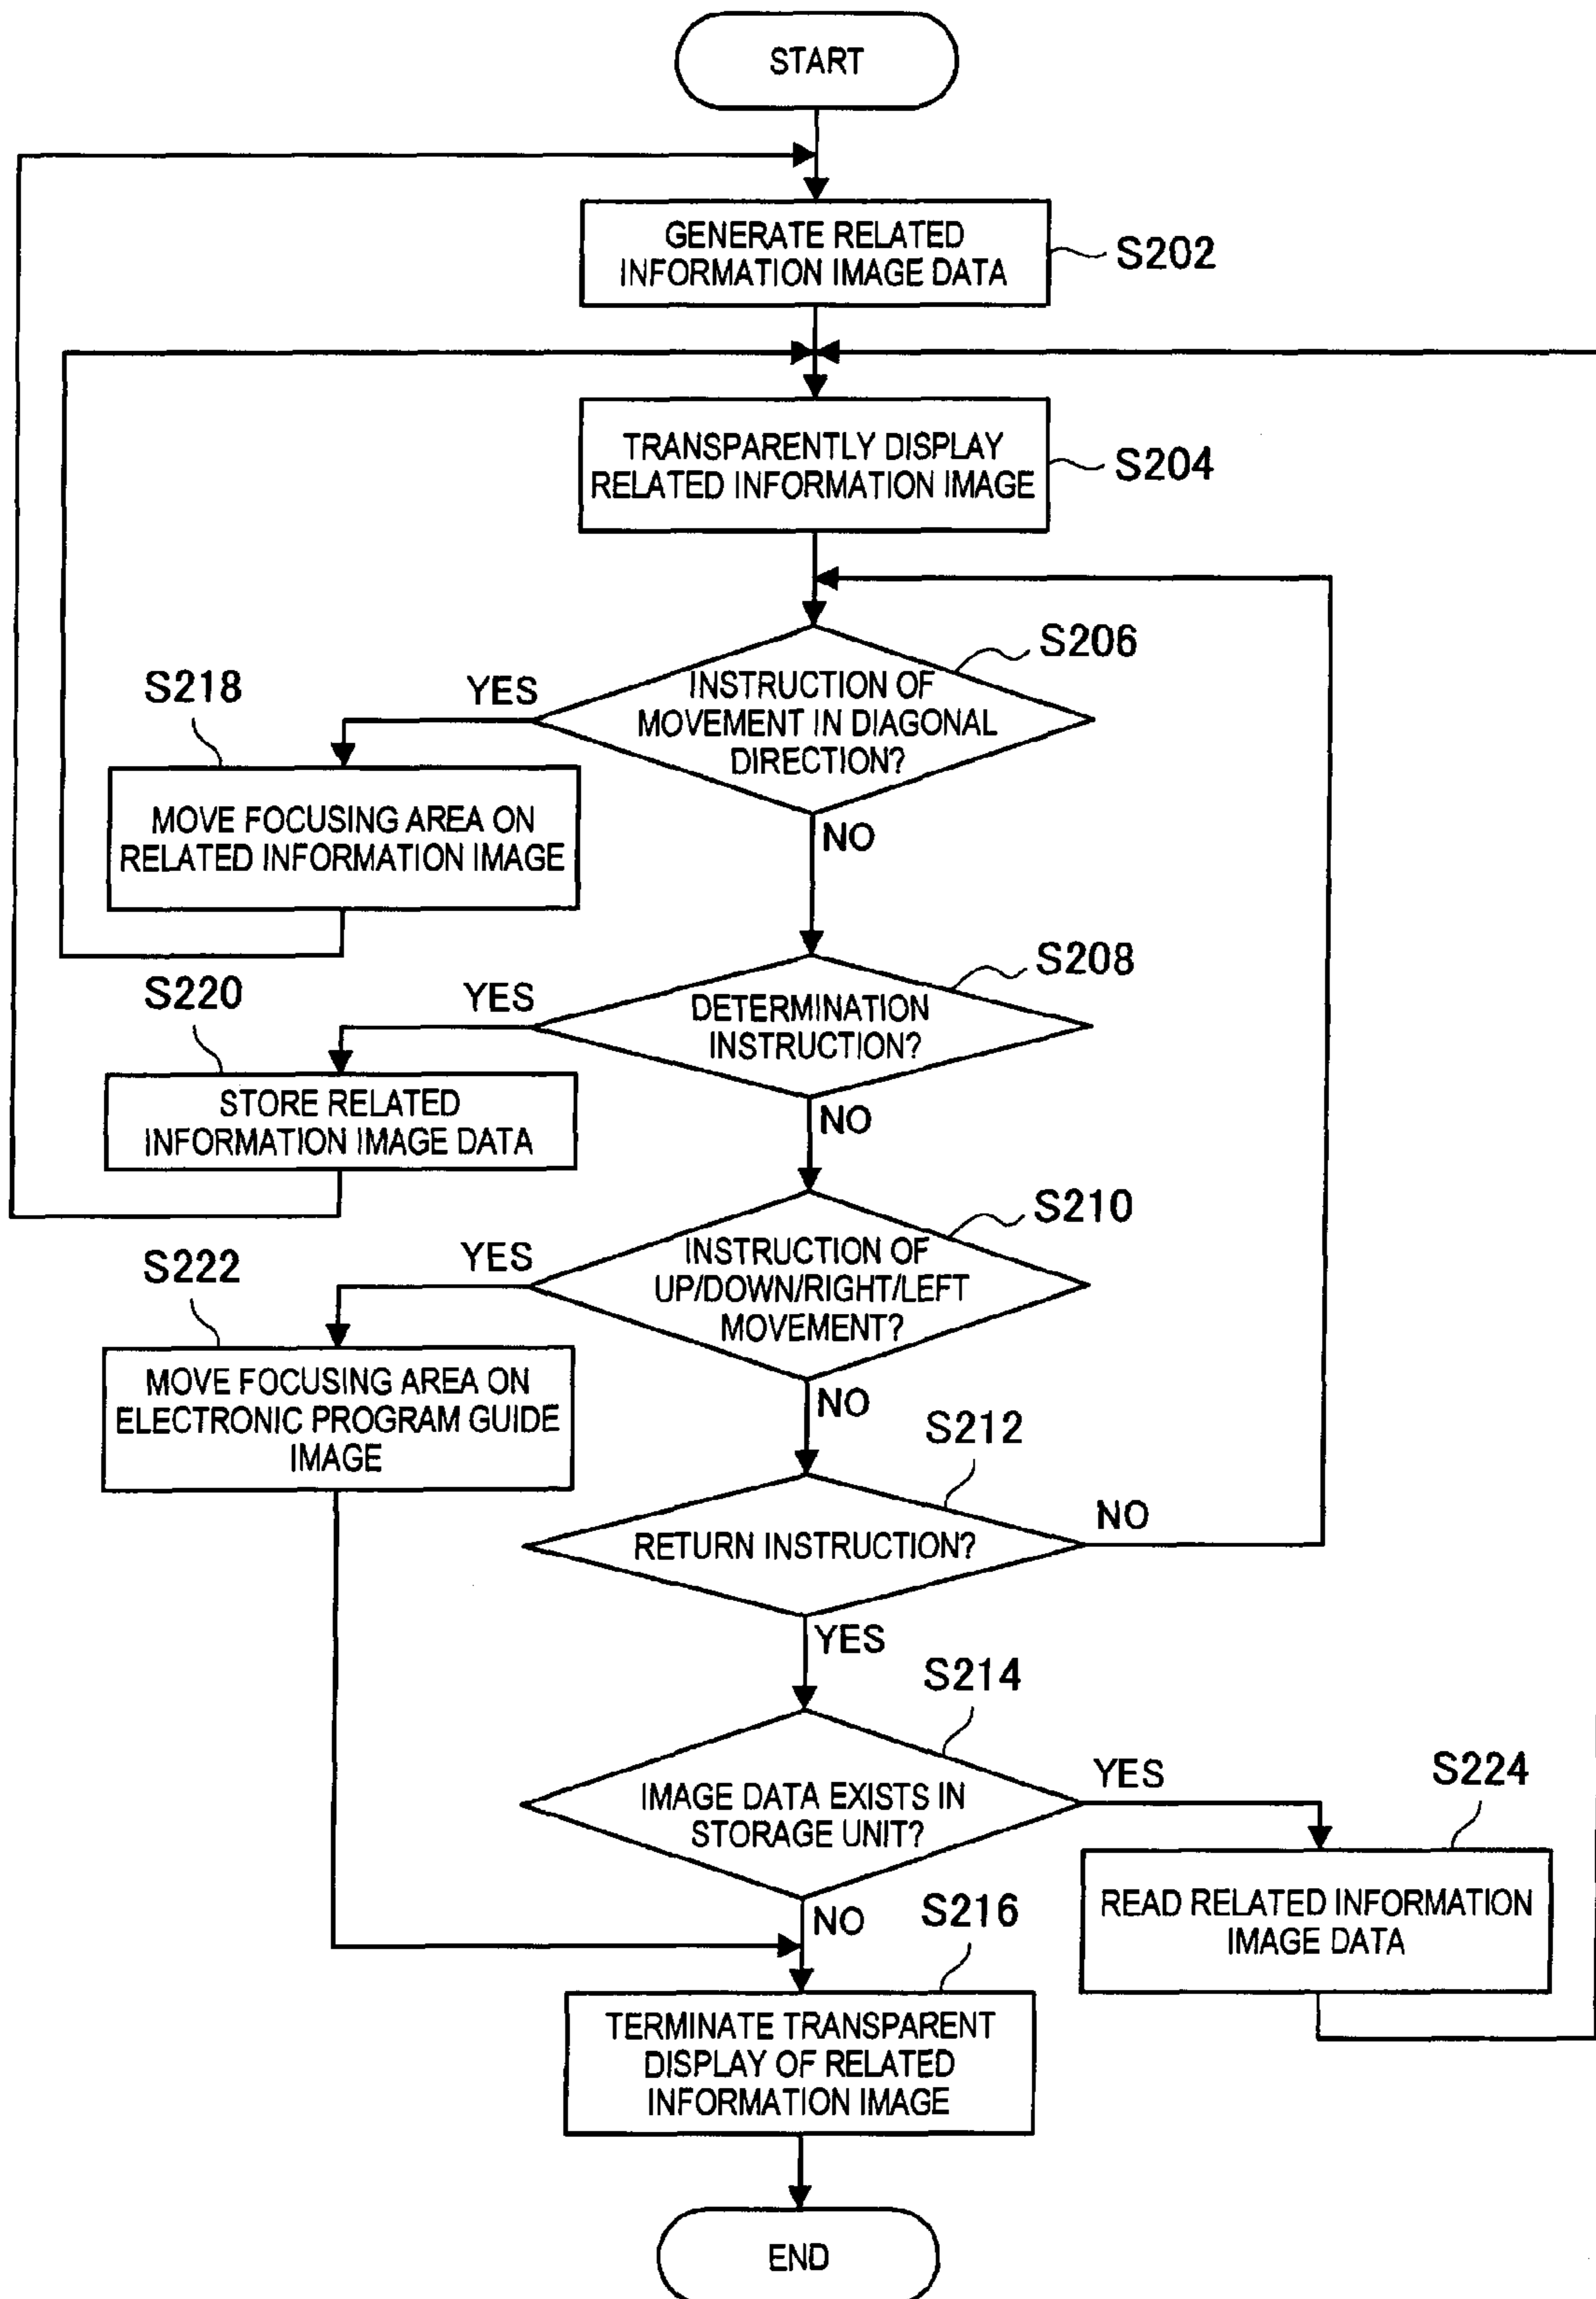 START
GENERATE RELATED
INFORMATION IMAGE DATA
S202
TRANSPARENTLY DISPLAY
RELATED INFORMATION IMAGE
S204
S206
INSTRUCTION OF
MOVEMENT IN DIAGONAL
DIRECTION?
YES
NO
S218
MOVE FOCUSING AREA ON
RELATED INFORMATION IMAGE
S208
DETERMINATION
INSTRUCTION?
YES
NO
S220
STORE RELATED
INFORMATION IMAGE DATA
S210
INSTRUCTION OF
UP/DOWN/RIGHT/LEFT
MOVEMENT?
YES
NO
S222
MOVE FOCUSING AREA ON
ELECTRONIC PROGRAM GUIDE
IMAGE
S212
RETURN INSTRUCTION?
NO
YES
S214
IMAGE DATA EXISTS IN
STORAGE UNIT?
YES
NO
S224
READ RELATED INFORMATION
IMAGE DATA
S216
TERMINATE TRANSPARENT
DISPLAY OF RELATED
INFORMATION IMAGE
END